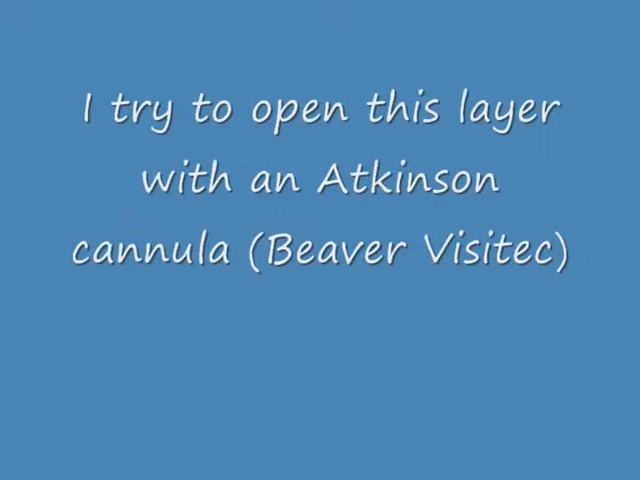 I try to open this layer
with an Atkinson
cannula (Beaver Visitec)